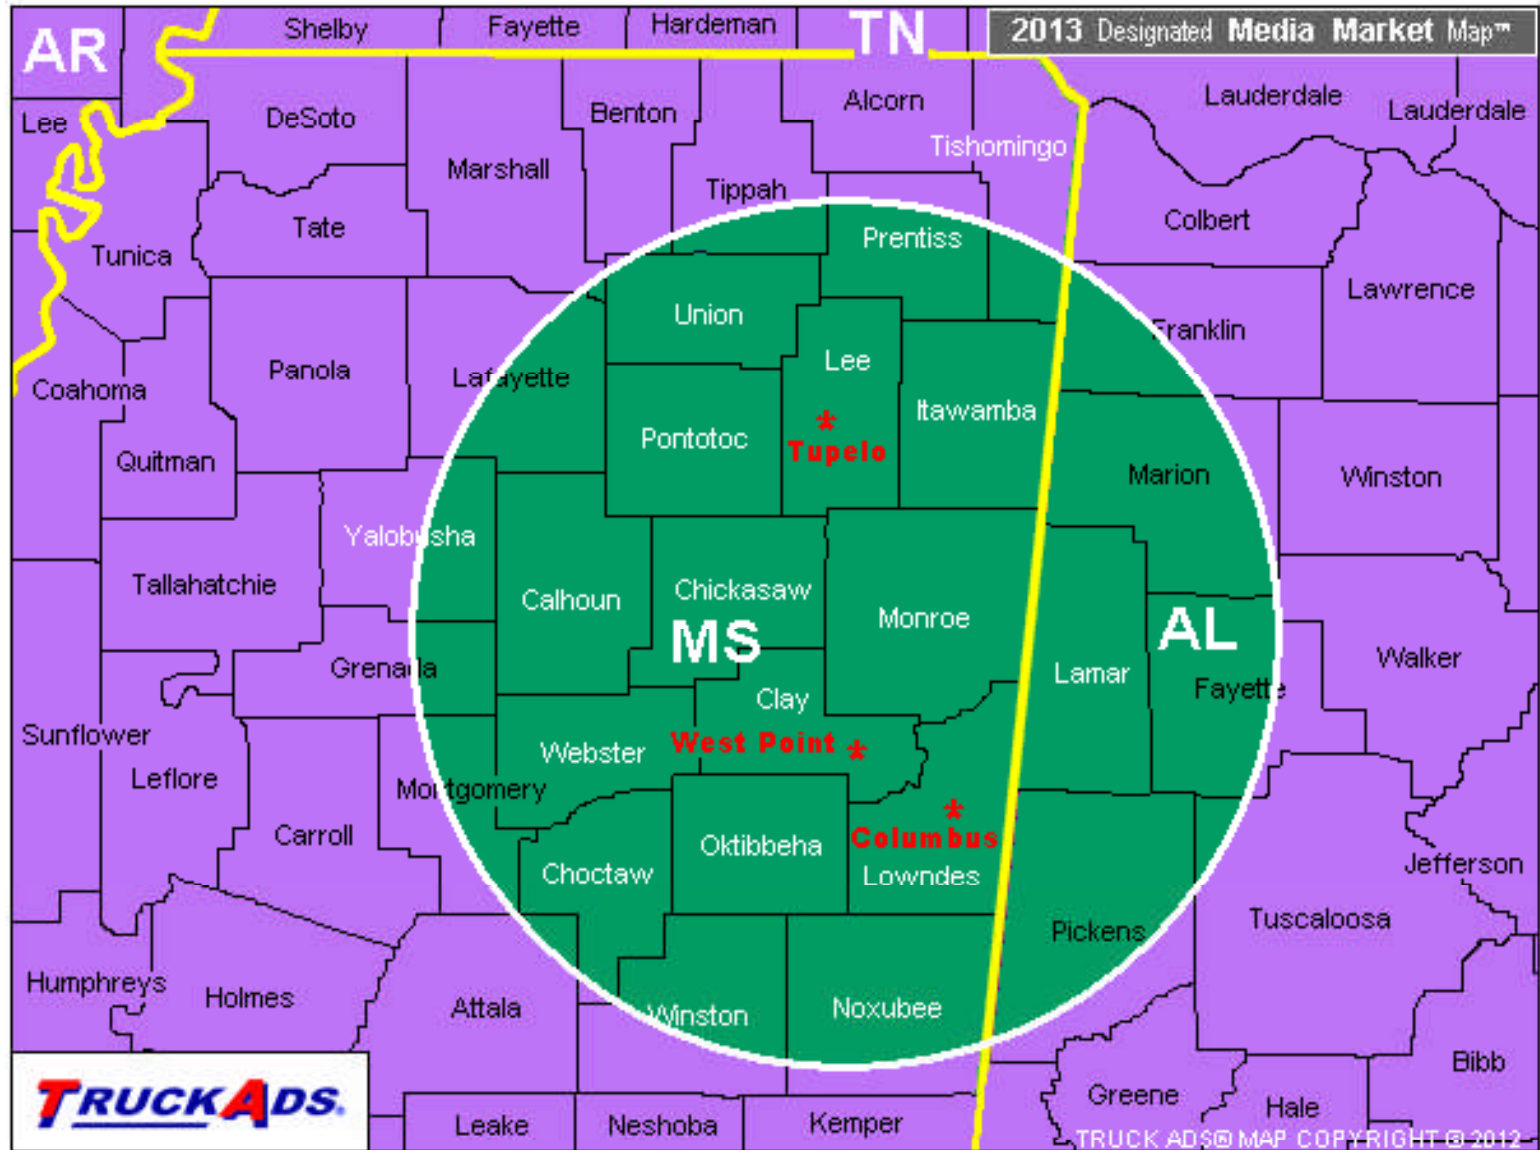 AR
Shelby
Fayette
Hardeman
TN
2013 Designated Media Market Map™
Lee
DeSoto
Benton
Alcorn
Lauderdale
Lauderdale
Marshall
Tishomingo
Tippah
Tate
Tunica
Prentiss
Colbert
Union
Lawrence
Franklin
Panola
Lafayette
Lee
Coahoma
Itawamba
Pontotoc
*
Tupelo
Quitman
Marion
Winston
Yalobusha
Tallahatchie
Calhoun
Chickasaw
Monroe
MS
AL
Grenada
Lamar
Walker
Clay
Fayette
Sunflower
Webster
West Point *
Leflore
Montgomery
*
Carroll
Columbus
Oktibbeha
Choctaw
Lowndes
Jefferson
Tuscaloosa
Pickens
Humphreys
Holmes
Attala
Winston
Noxubee
Bibb
TRUCKADS.
Greene
Hale
Leake
Neshoba
Kemper
TRUCK ADS® MAP COPYRIGHT © 2012